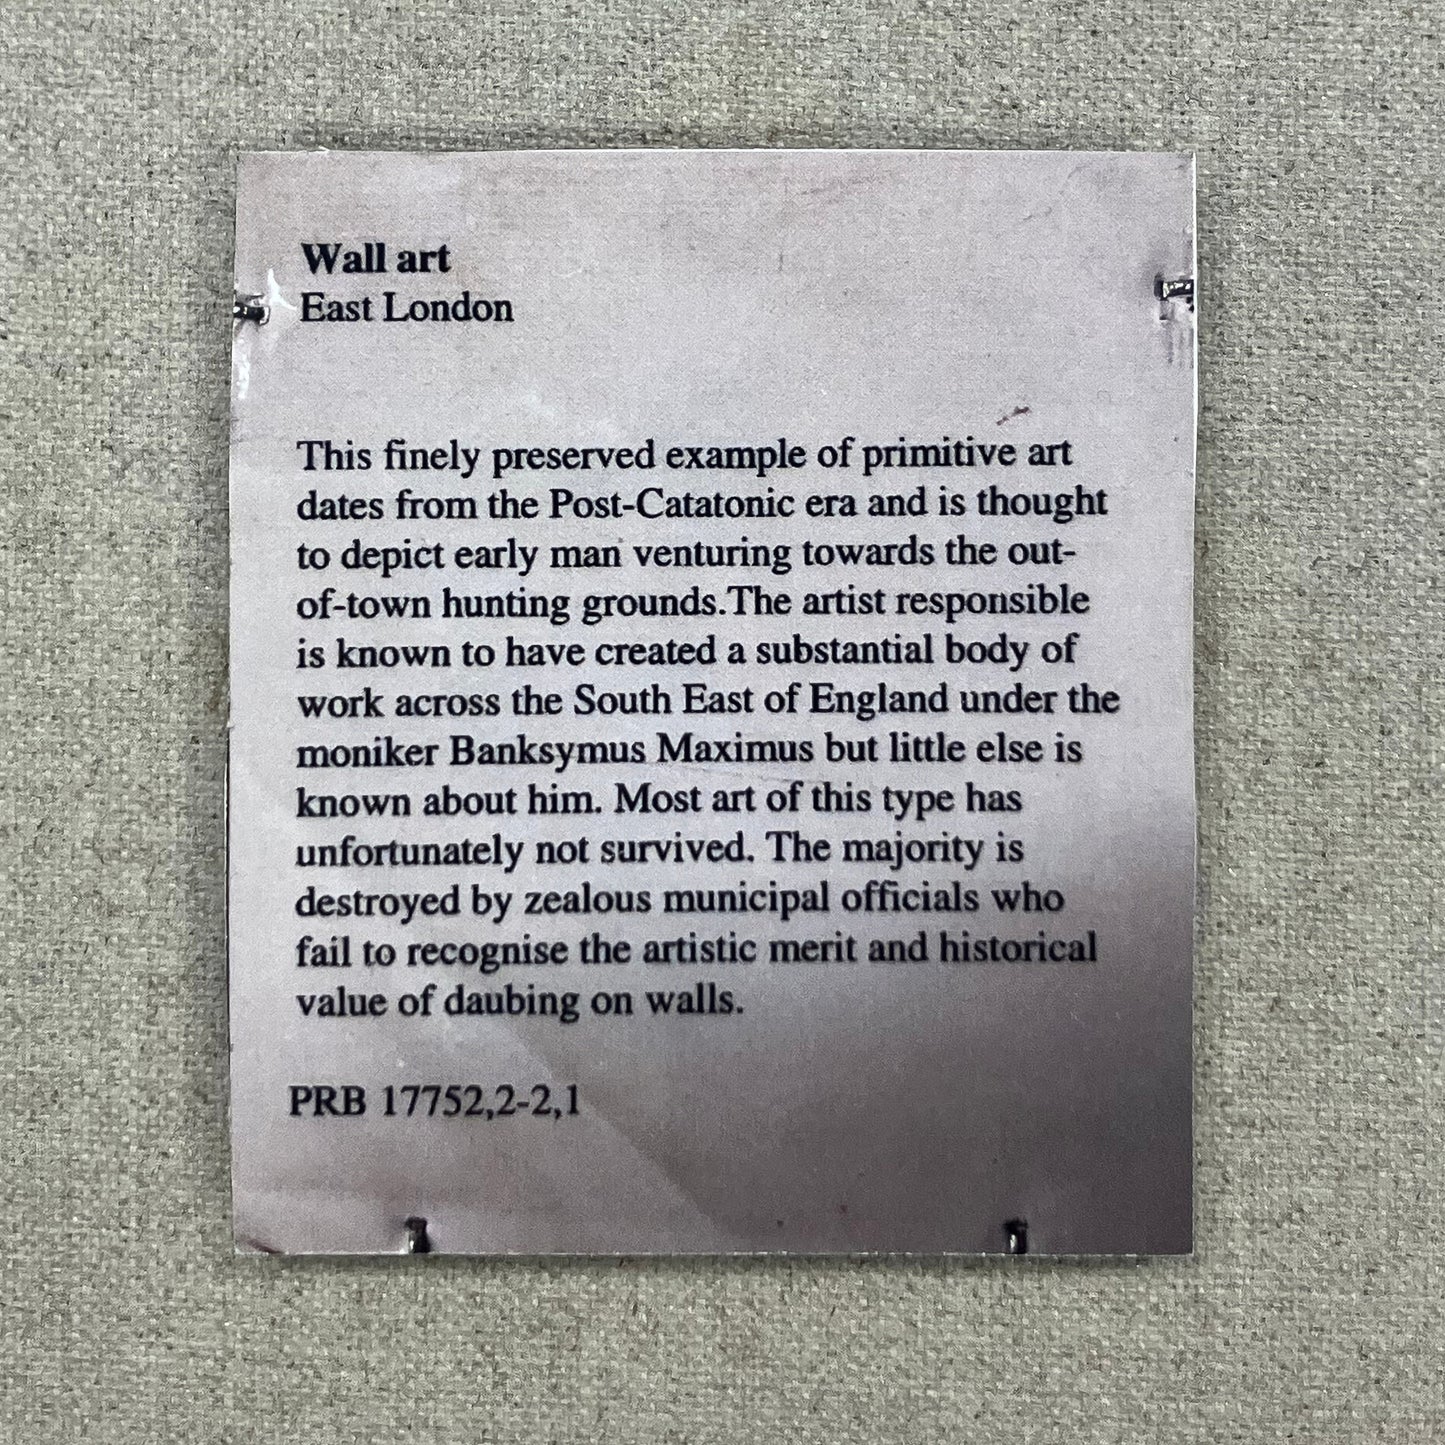 Wall art
East London
This finely preserved example of primitive art
dates from the Post-Catatonic era and is thought
to depict early man venturing towards the out-
of-town hunting grounds.The artist responsible
is known to have created a substantial body of
work across the South East of England under the
moniker Banksymus Maximus but little else is
known about him. Most art of this type has
unfortunately not survived. The majority is
destroyed by zealous municipal officials who
fail to recognise the artistic merit and historical
value of daubing on walls.
PRB 17752,2-2,1